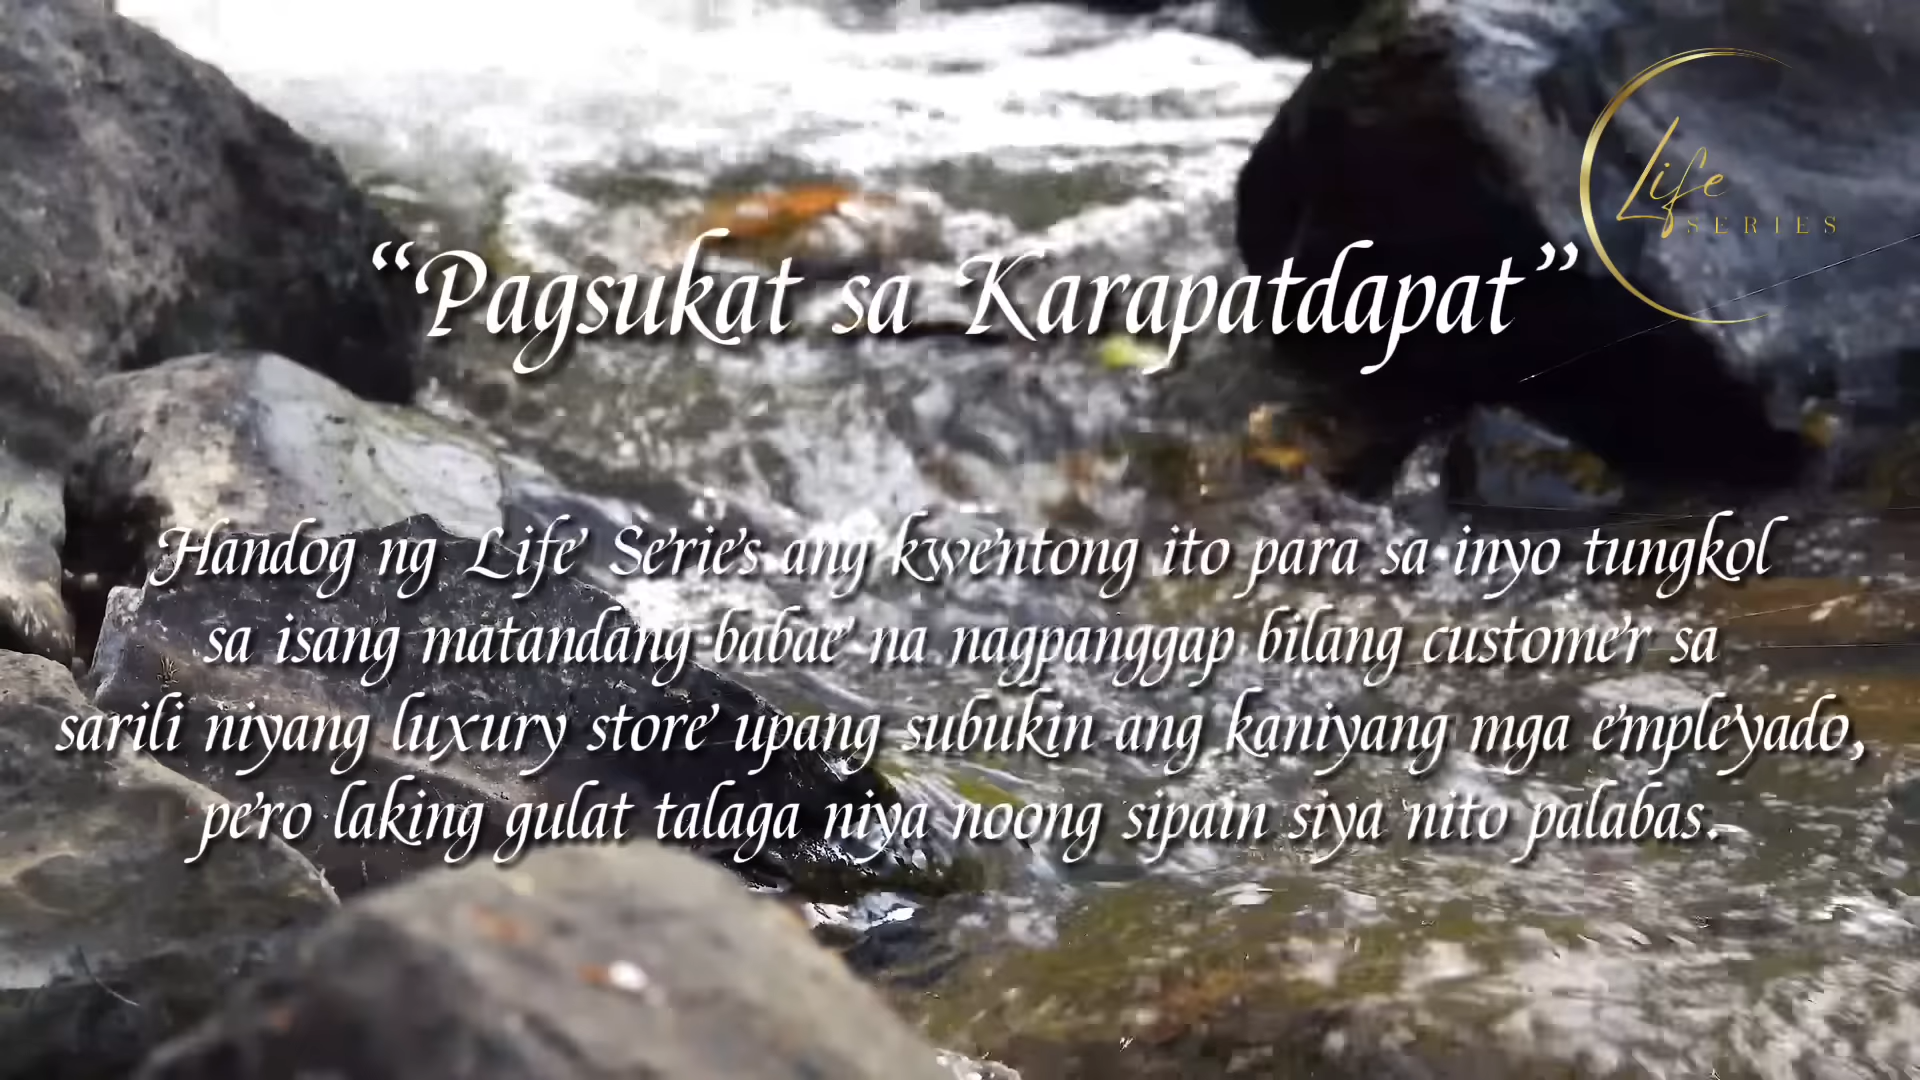 Life
SERIES
“Pagsukat sa Karapatdapat”
Handog ng Life Series ang kwentong ito para sa inyo tungkol
sa isang matandang babae na nagpanggap bilang customer sa
sarili niyang luxury store upang subukin ang kaniyang mga empleyado,
pero laking gulat talaga niya noong sipain siya nito palabas.